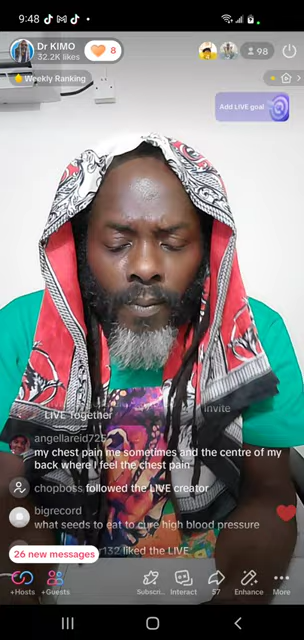 9:48
Dr KIMO
32.2K likes
8
98
Weekly Ranking
Add LIVE goal
LIVE Together
Invite
angellareid725
my chest pain me sometimes and the centre of my
back where I feel the chest pain
chopboss followed the LIVE creator
bigrecord
what seeds to eat to cure high blood pressure
26 new messages
132 liked the LIVE
+Hosts
+Guests
Subscri...
Interact
57
Enhance
More